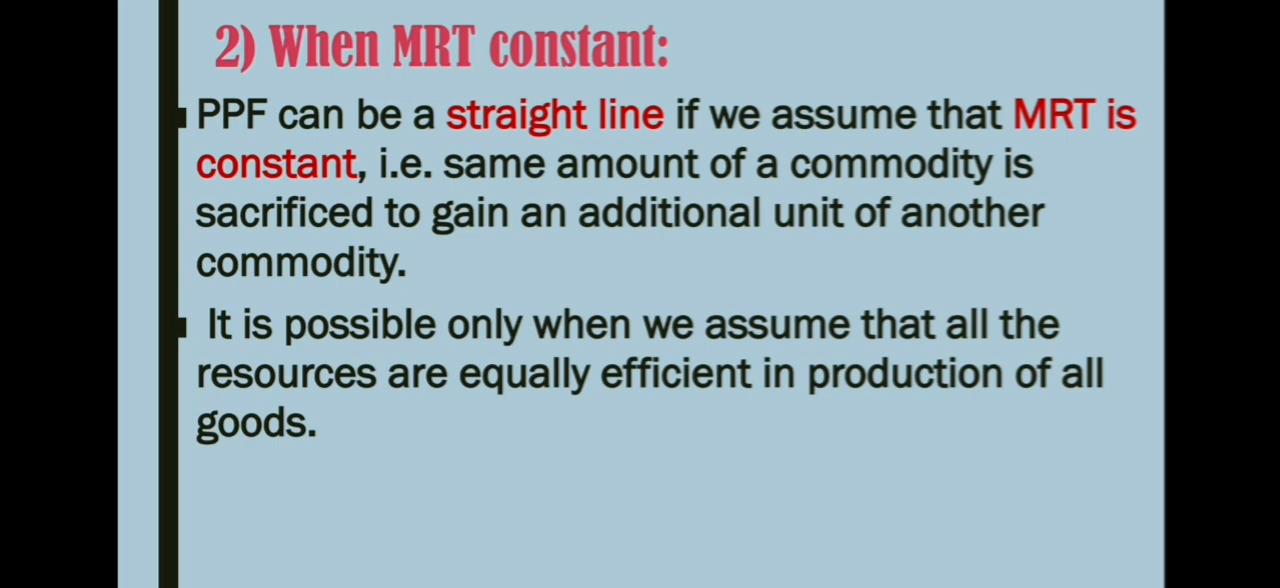 2) When MRT constant:
PPF can be a straight line if we assume that MRT is
constant, i.e. same amount of a commodity is
sacrificed to gain an additional unit of another
commodity.
It is possible only when we assume that all the
resources are equally efficient in production of all
goods.